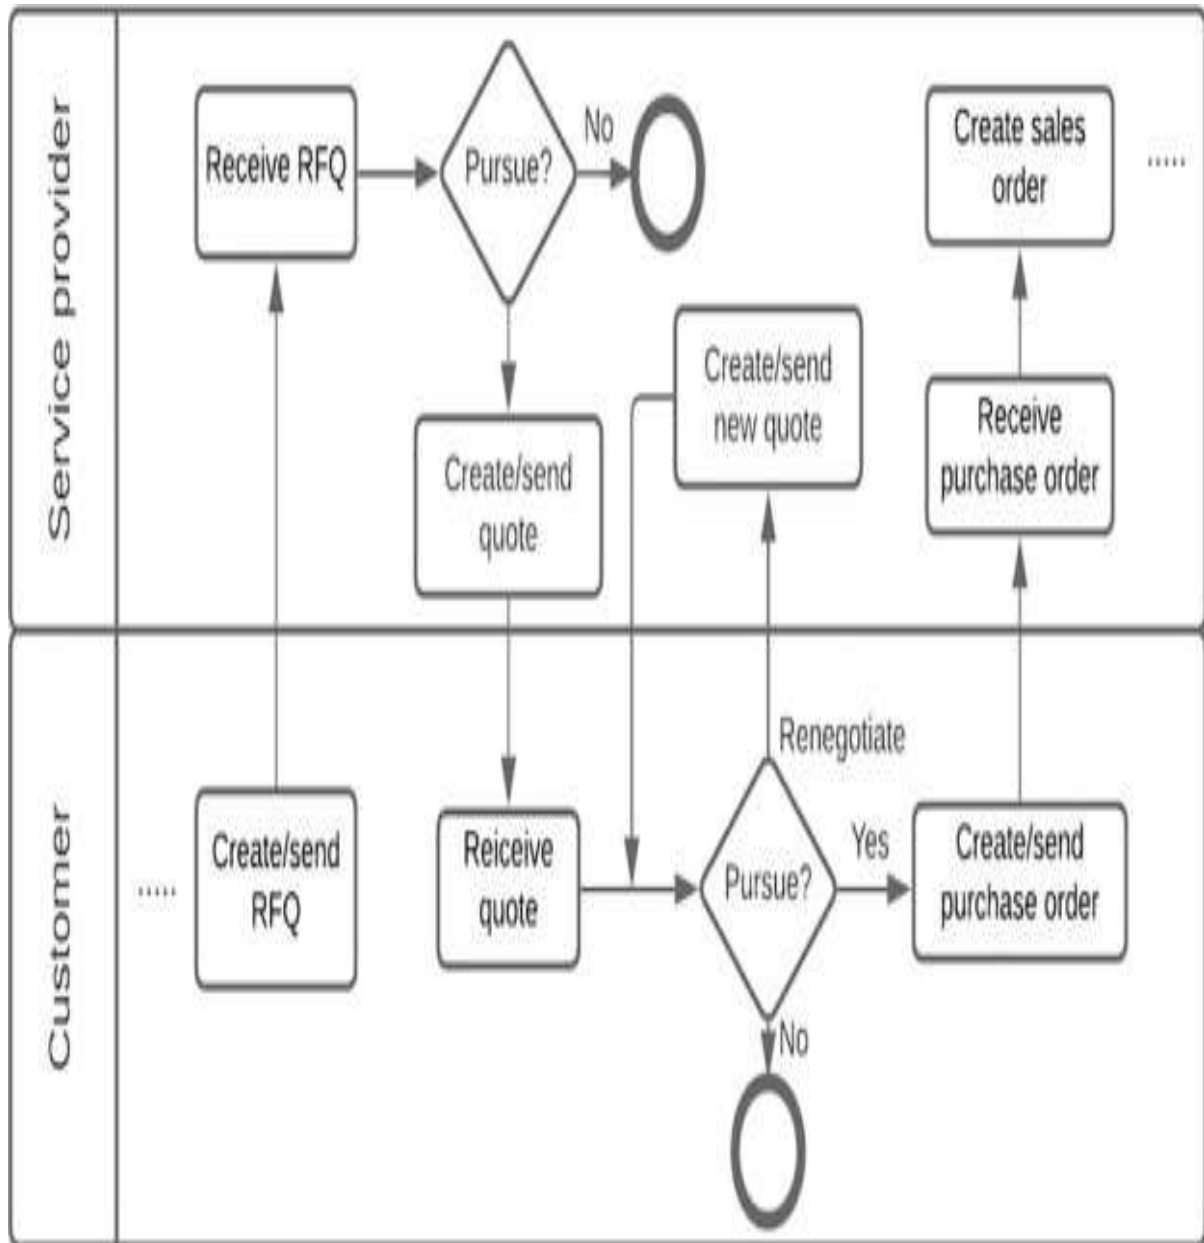 Service provider
Receive RFQ
Pursue?
No
Create/send
quote
Create/send
new quote
Create sales
order
.....
Receive
purchase order
Customer
.....
Create/send
RFQ
Reiceive
quote
Pursue?
Renegotiate
Yes
No
Create/send
purchase order